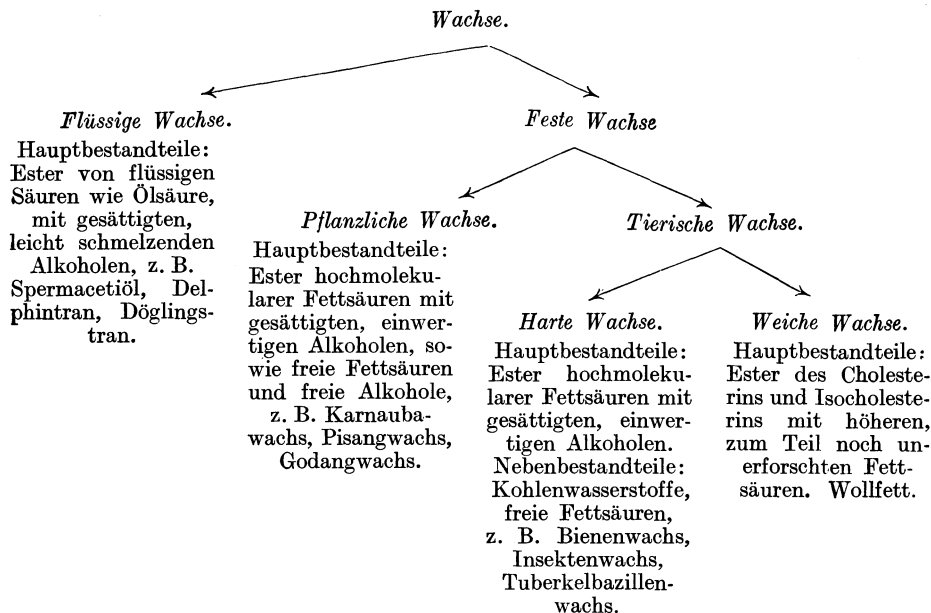 Wachse.
Flüssige Wachse.
Hauptbestandteile:
Ester von flüssigen
Säuren wie Ölsäure,
mit gesättigten,
leicht schmelzenden
Alkoholen, z. B.
Spermacetiöl, Del-
phintran, Döglings-
tran.
Feste Wachse
Pflanzliche Wachse.
Hauptbestandteile:
Ester hochmoleku-
larer Fettsäuren mit
gesättigten, einwer-
tigen Alkoholen, so-
wie freie Fettsäuren
und freie Alkohole,
z. B. Karnauba-
wachs, Pisangwachs,
Godangwachs.
Tierische Wachse.
Harte Wachse.
Hauptbestandteile:
Ester hochmoleku-
larer Fettsäuren mit
gesättigten, einwer-
tigen Alkoholen.
Nebenbestandteile:
Kohlenwasserstoffe,
freie Fettsäuren,
z. B. Bienenwachs,
Insektenwachs,
Tuberkelbazillen-
wachs.
Weiche Wachse.
Hauptbestandteile:
Ester des Choleste-
rins und Isocholeste-
rins mit höheren,
zum Teil noch un-
erforschten Fett-
säuren. Wollfett.